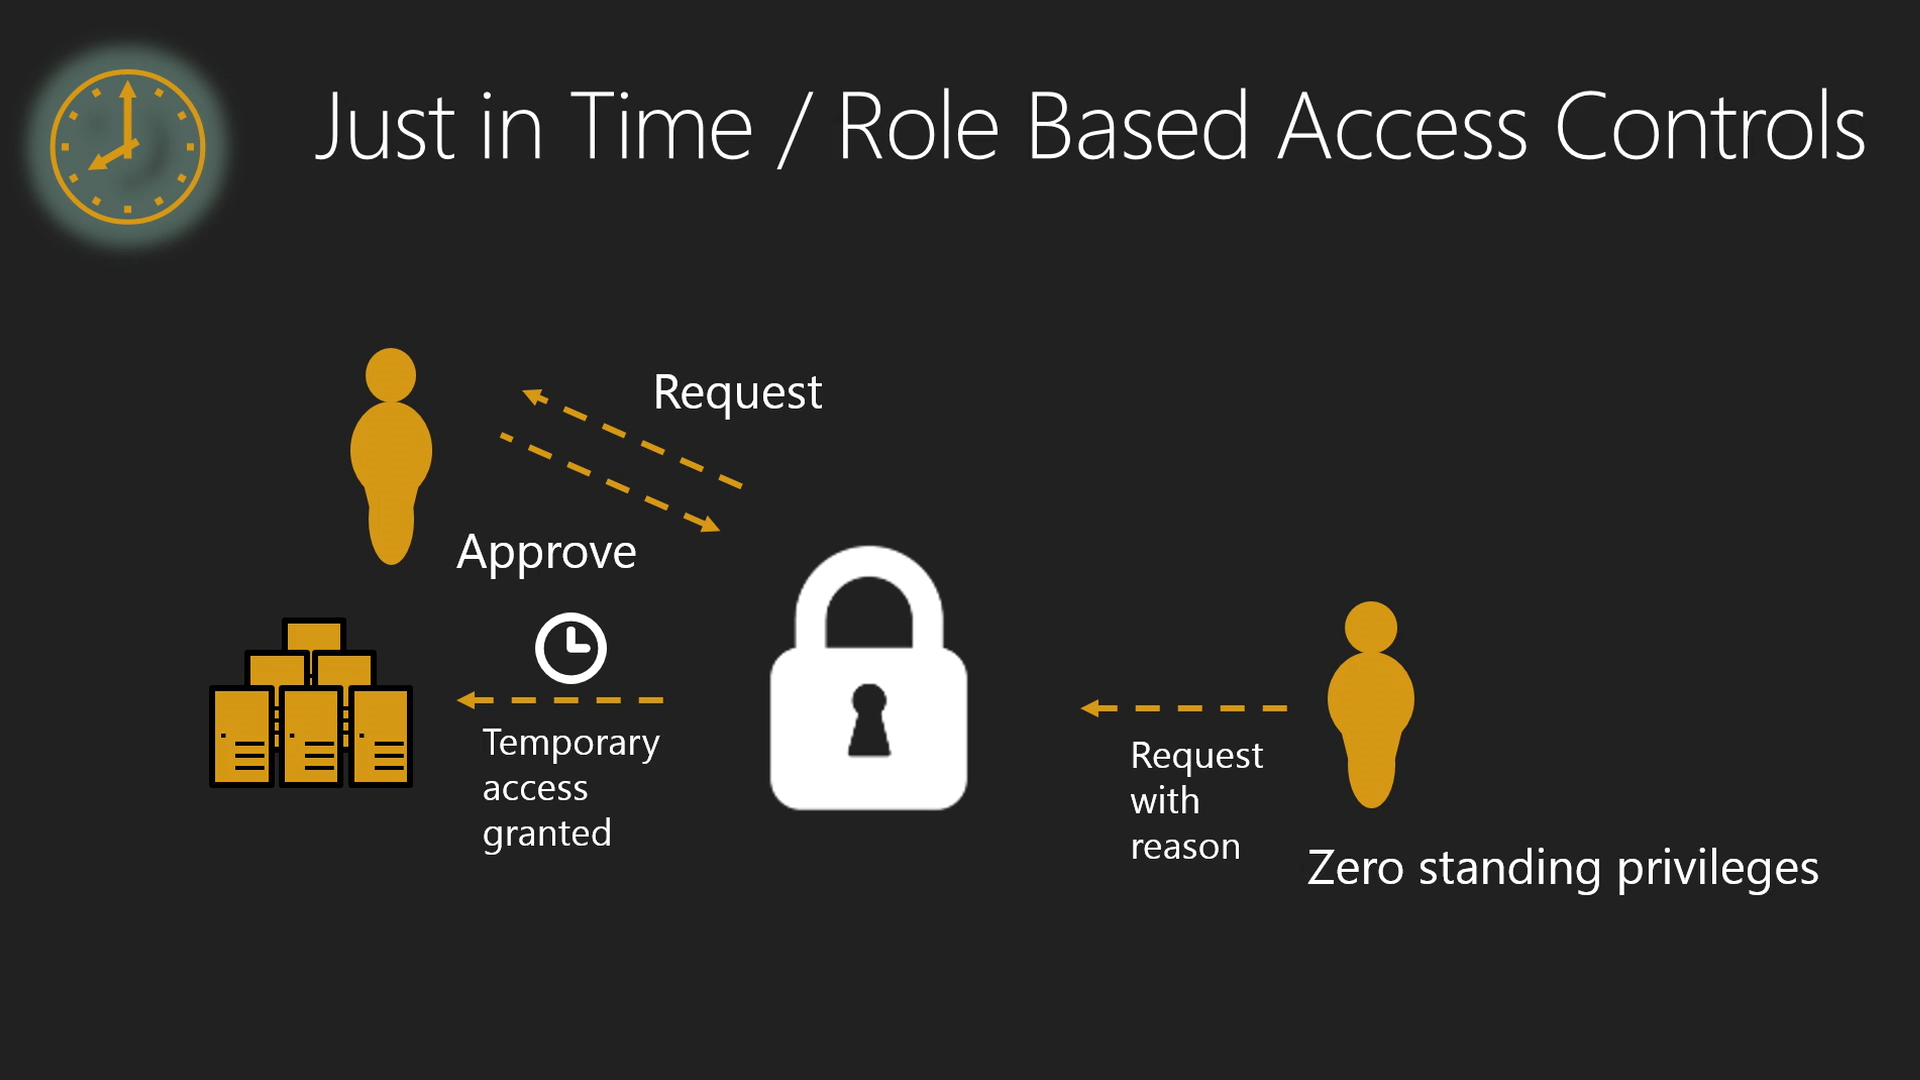 Just in Time / Role Based Access Controls
Request
Approve
Temporary
access
granted
Request
with
reason
Zero standing privileges